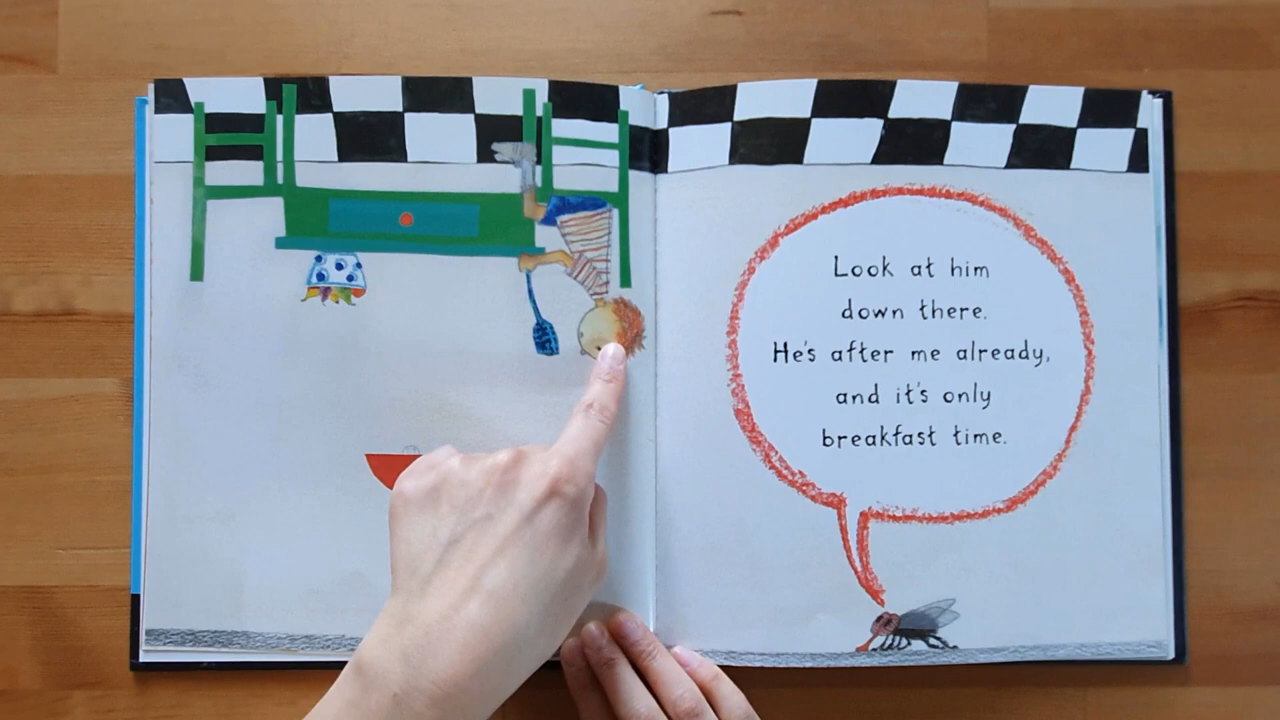 Look at him
down there.
He's after me already,
and it's only
breakfast time.